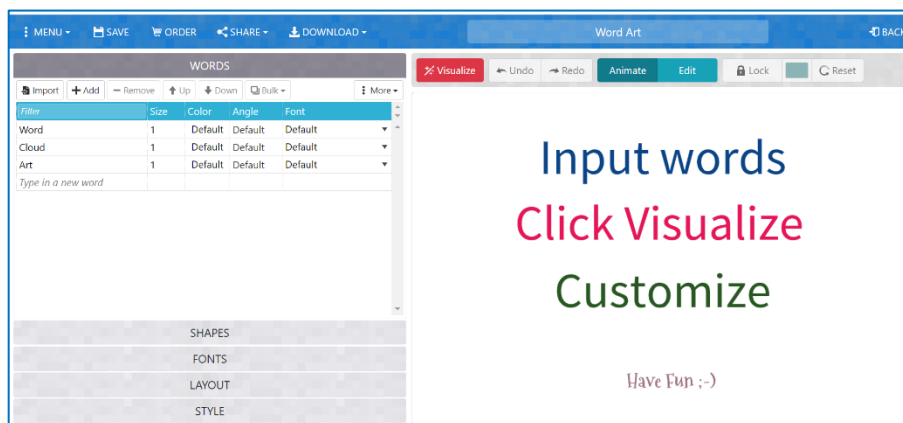 MENU SAVE ORDER SHARE DOWNLOAD Word Art BACK
WORDS
Import Add Remove Up Down Bulk More
Filter Size Color Angle Font
Word 1 Default Default Default
Cloud 1 Default Default Default
Art 1 Default Default Default
Type in a new word
SHAPES
FONTS
LAYOUT
STYLE
Visualize Undo Redo Animate Edit Lock Reset
Input words
Click Visualize
Customize
Have Fun ;-)